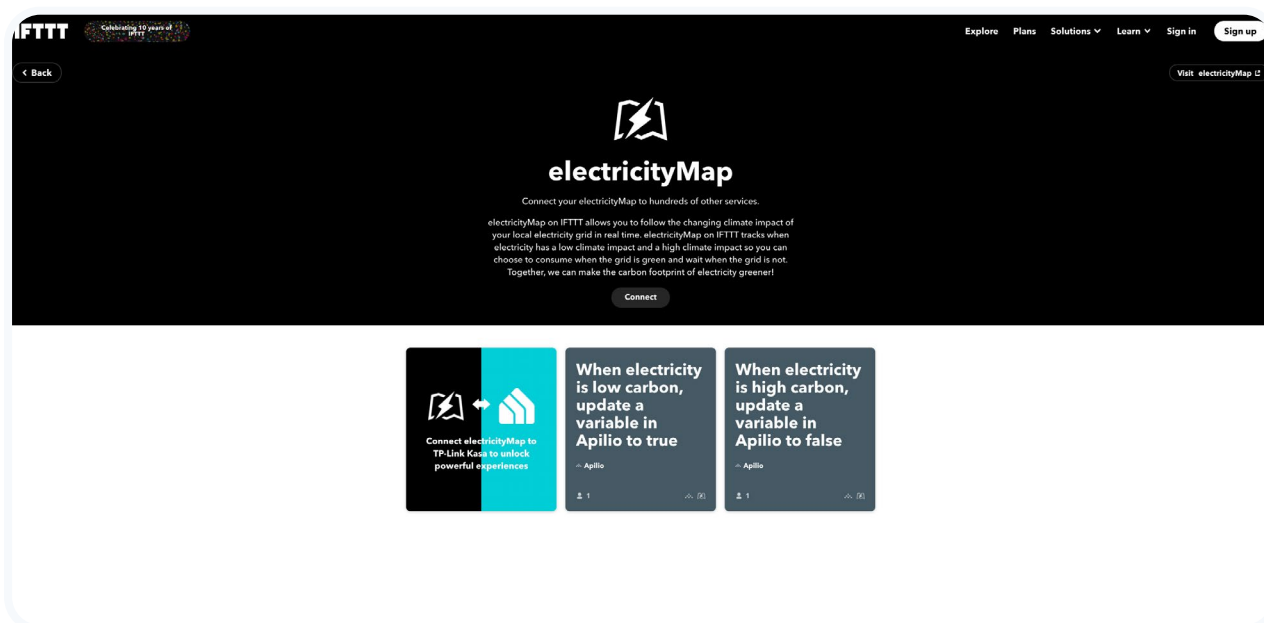 IFTTT
Celebrating 10 years of
IFTTT
Explore Plans Solutions Learn Sign in Sign up
Back
Visit electricityMap
electricityMap
Connect your electricityMap to hundreds of other services.
electricityMap on IFTTT allows you to follow the changing climate impact of
your local electricity grid in real time. electricityMap on IFTTT tracks when
electricity has a low climate impact and a high climate impact so you can
choose to consume when the grid is green and wait when the grid is not.
Together, we can make the carbon footprint of electricity greener!
Connect
Connect electricityMap to
TP-Link Kasa to unlock
powerful experiences
When electricity
is low carbon,
update a
variable in
Apilio to true
Apilio
1
When electricity
is high carbon,
update a
variable in
Apilio to false
Apilio
1